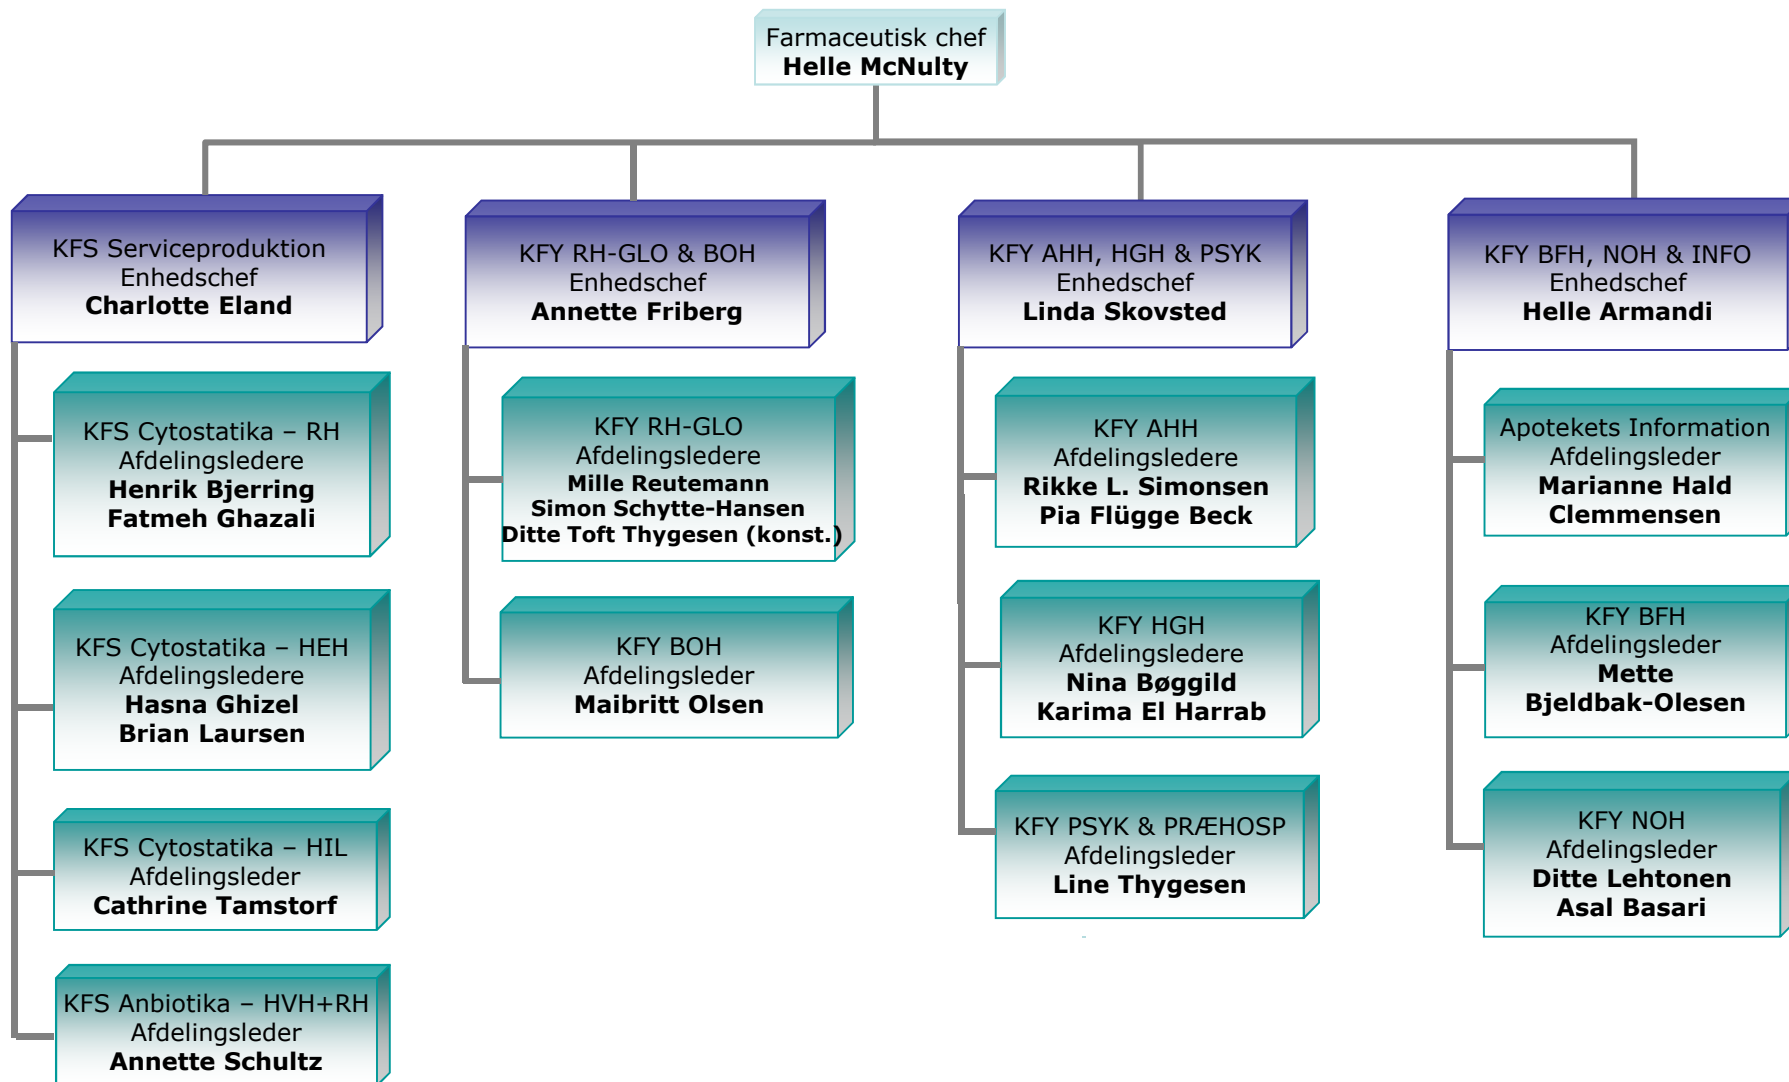 Farmaceutisk chef
Helle McNulty
KFS Serviceproduktion
Enhedschef
Charlotte Eland
KFS Cytostatika – RH
Afdelingsledere
Henrik Bjerring
Fatmeh Ghazali
KFS Cytostatika – HEH
Afdelingsledere
Hasna Ghizel
Brian Laursen
KFS Cytostatika – HIL
Afdelingsleder
Cathrine Tamstorf
KFS Anbiotika – HVH+RH
Afdelingsleder
Annette Schultz
KFY RH-GLO & BOH
Enhedschef
Annette Friberg
KFY RH-GLO
Afdelingsledere
Mille Reutemann
Simon Schytte-Hansen
Ditte Toft Thygesen (konst.)
KFY BOH
Afdelingsleder
Maibritt Olsen
KFY AHH, HGH & PSYK
Enhedschef
Linda Skovsted
KFY AHH
Afdelingsledere
Rikke L. Simonsen
Pia Flügge Beck
KFY HGH
Afdelingsledere
Nina Bøggild
Karima El Harrab
KFY PSYK & PRÆHOSP
Afdelingsleder
Line Thygesen
KFY BFH, NOH & INFO
Enhedschef
Helle Armandi
Apotekets Information
Afdelingsleder
Marianne Hald
Clemmensen
KFY BFH
Afdelingsleder
Mette
Bjeldbak-Olesen
KFY NOH
Afdelingsleder
Ditte Lehtonen
Asal Basari